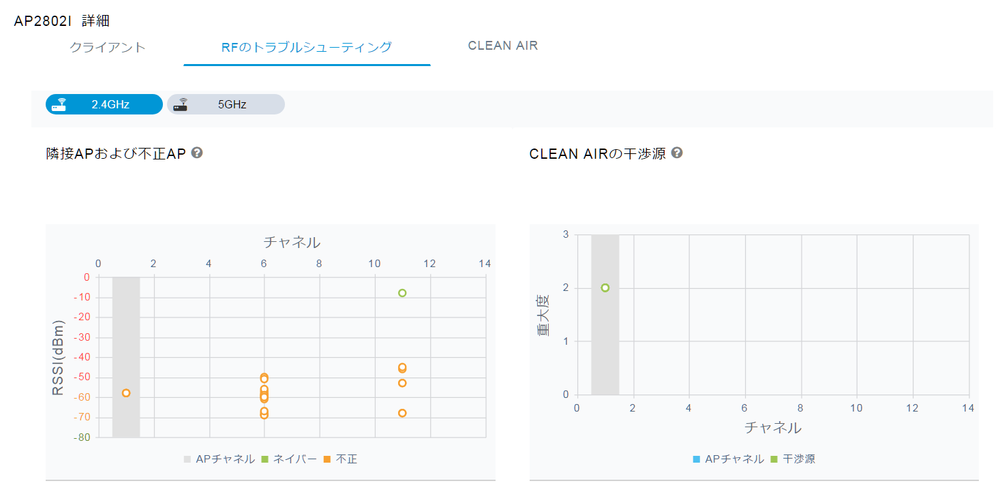 AP2802I 詳細
クライアント RFのトラブルシューティング CLEAN AIR
2.4GHz 5GHz
隣接APおよび不正AP
チャネル
0 2 4 6 8 10 12 14
0
-10
-20
-30
-40
-50
-60
-70
-80
RSSI(dBm)
APチャネル ネイバー 不正
CLEAN AIRの干渉源
3
2
1
0
重大度
0 2 4 6 8 10 12 14
チャネル
APチャネル 干渉源